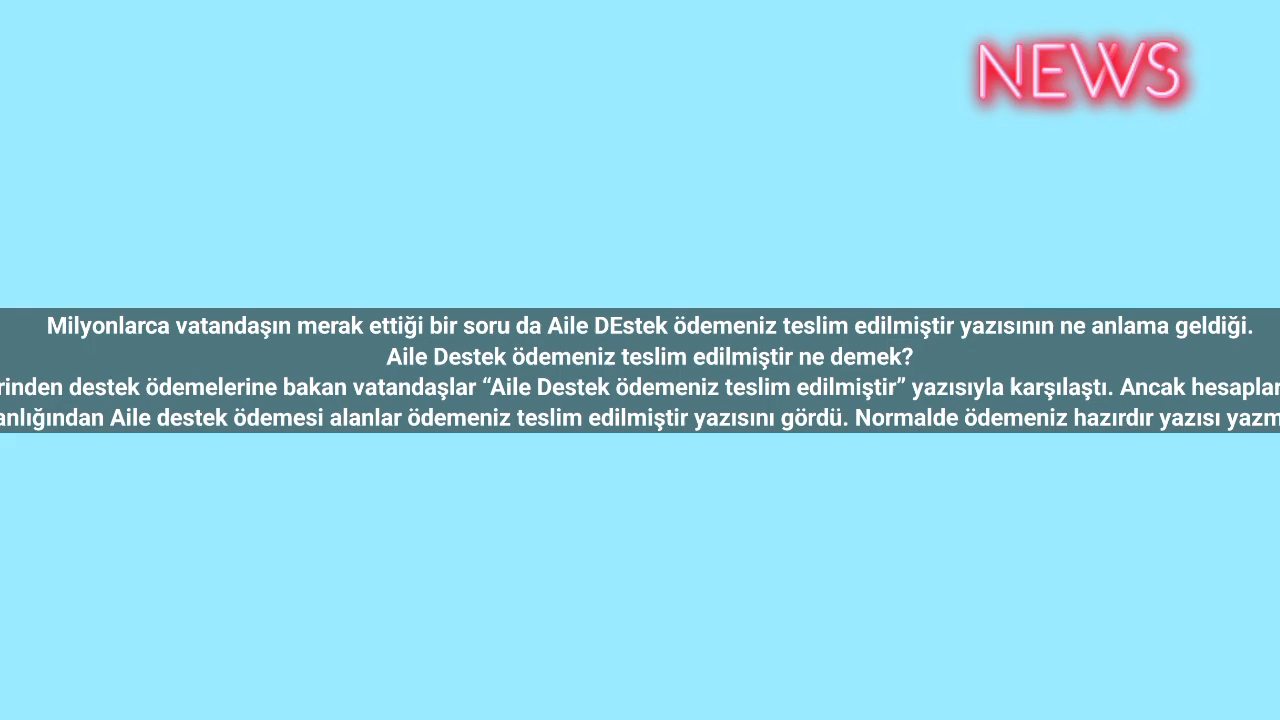 NEWS
Milyonlarca vatandaşın merak ettiği bir soru da Aile DEstek ödemeniz teslim edilmiştir yazısının ne anlama geldiği.
Aile Destek ödemeniz teslim edilmiştir ne demek?
rinden destek ödemelerine bakan vatandaşlar “Aile Destek ödemeniz teslim edilmiştir” yazısıyla karşılaştı. Ancak hesaplar
anlığından Aile destek ödemesi alanlar ödemeniz teslim edilmiştir yazısını gördü. Normalde ödemeniz hazırdır yazısı yazm